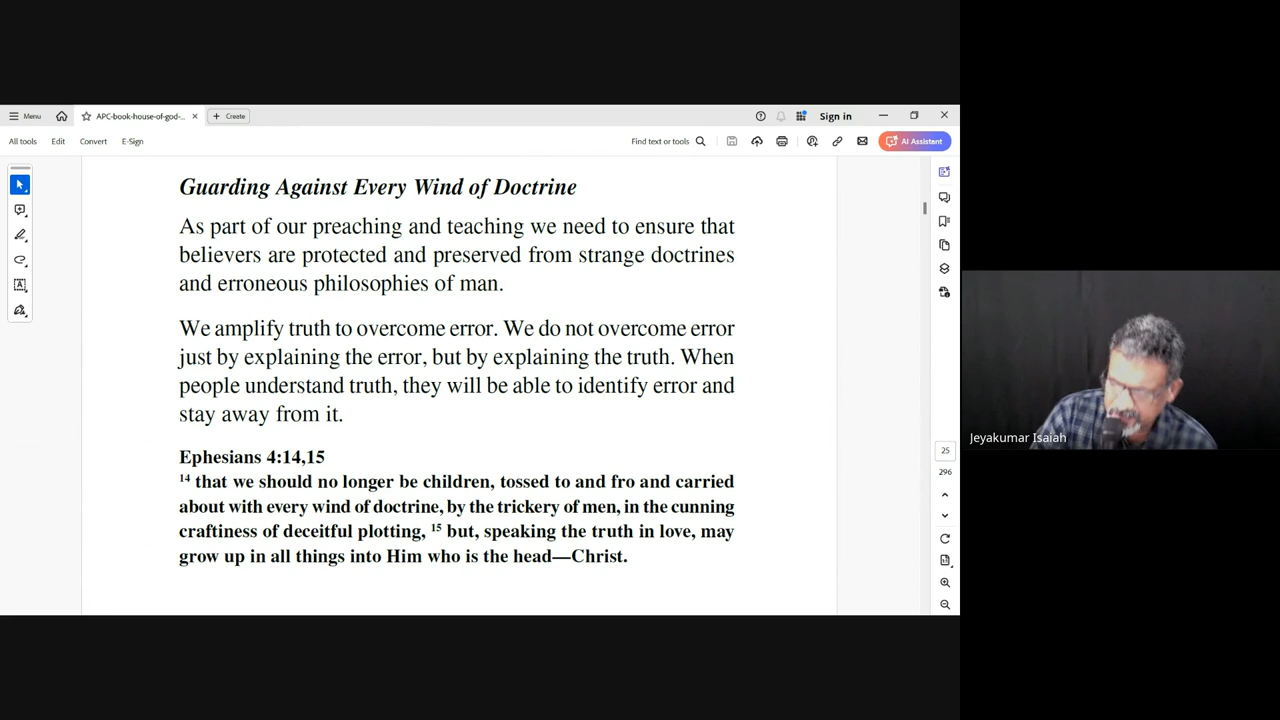 APC-book-house-of-god-...
Create
Menu
Sign in
All tools
Edit
Convert
E-Sign
Find text or tools
AI Assistant
Guarding Against Every Wind of Doctrine
As part of our preaching and teaching we need to ensure that
believers are protected and preserved from strange doctrines
and erroneous philosophies of man.
We amplify truth to overcome error. We do not overcome error
just by explaining the error, but by explaining the truth. When
people understand truth, they will be able to identify error and
stay away from it.
Ephesians 4:14,15
14 that we should no longer be children, tossed to and fro and carried
about with every wind of doctrine, by the trickery of men, in the cunning
craftiness of deceitful plotting, 15 but, speaking the truth in love, may
grow up in all things into Him who is the head—Christ.
25
296
Jeyakumar Isaiah